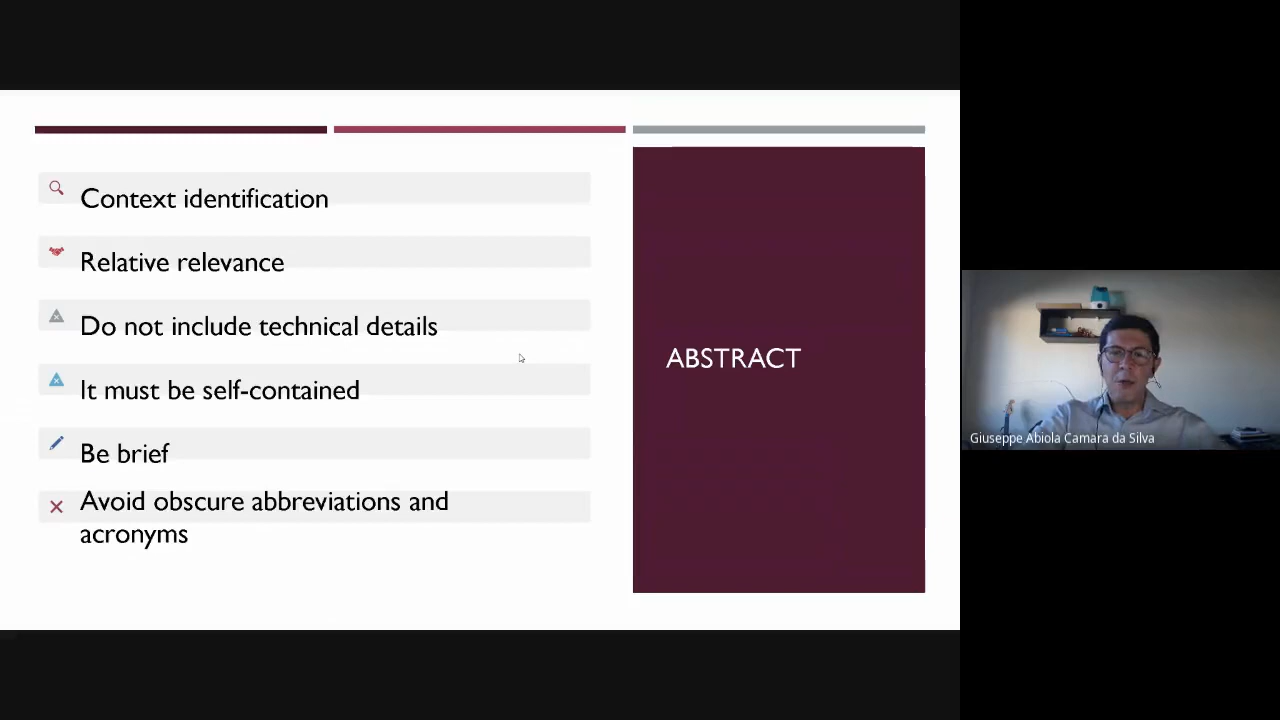 Context identification
Relative relevance
Do not include technical details
It must be self-contained
Be brief
Avoid obscure abbreviations and
acronyms
ABSTRACT
Giuseppe Abiola Camara da Silva